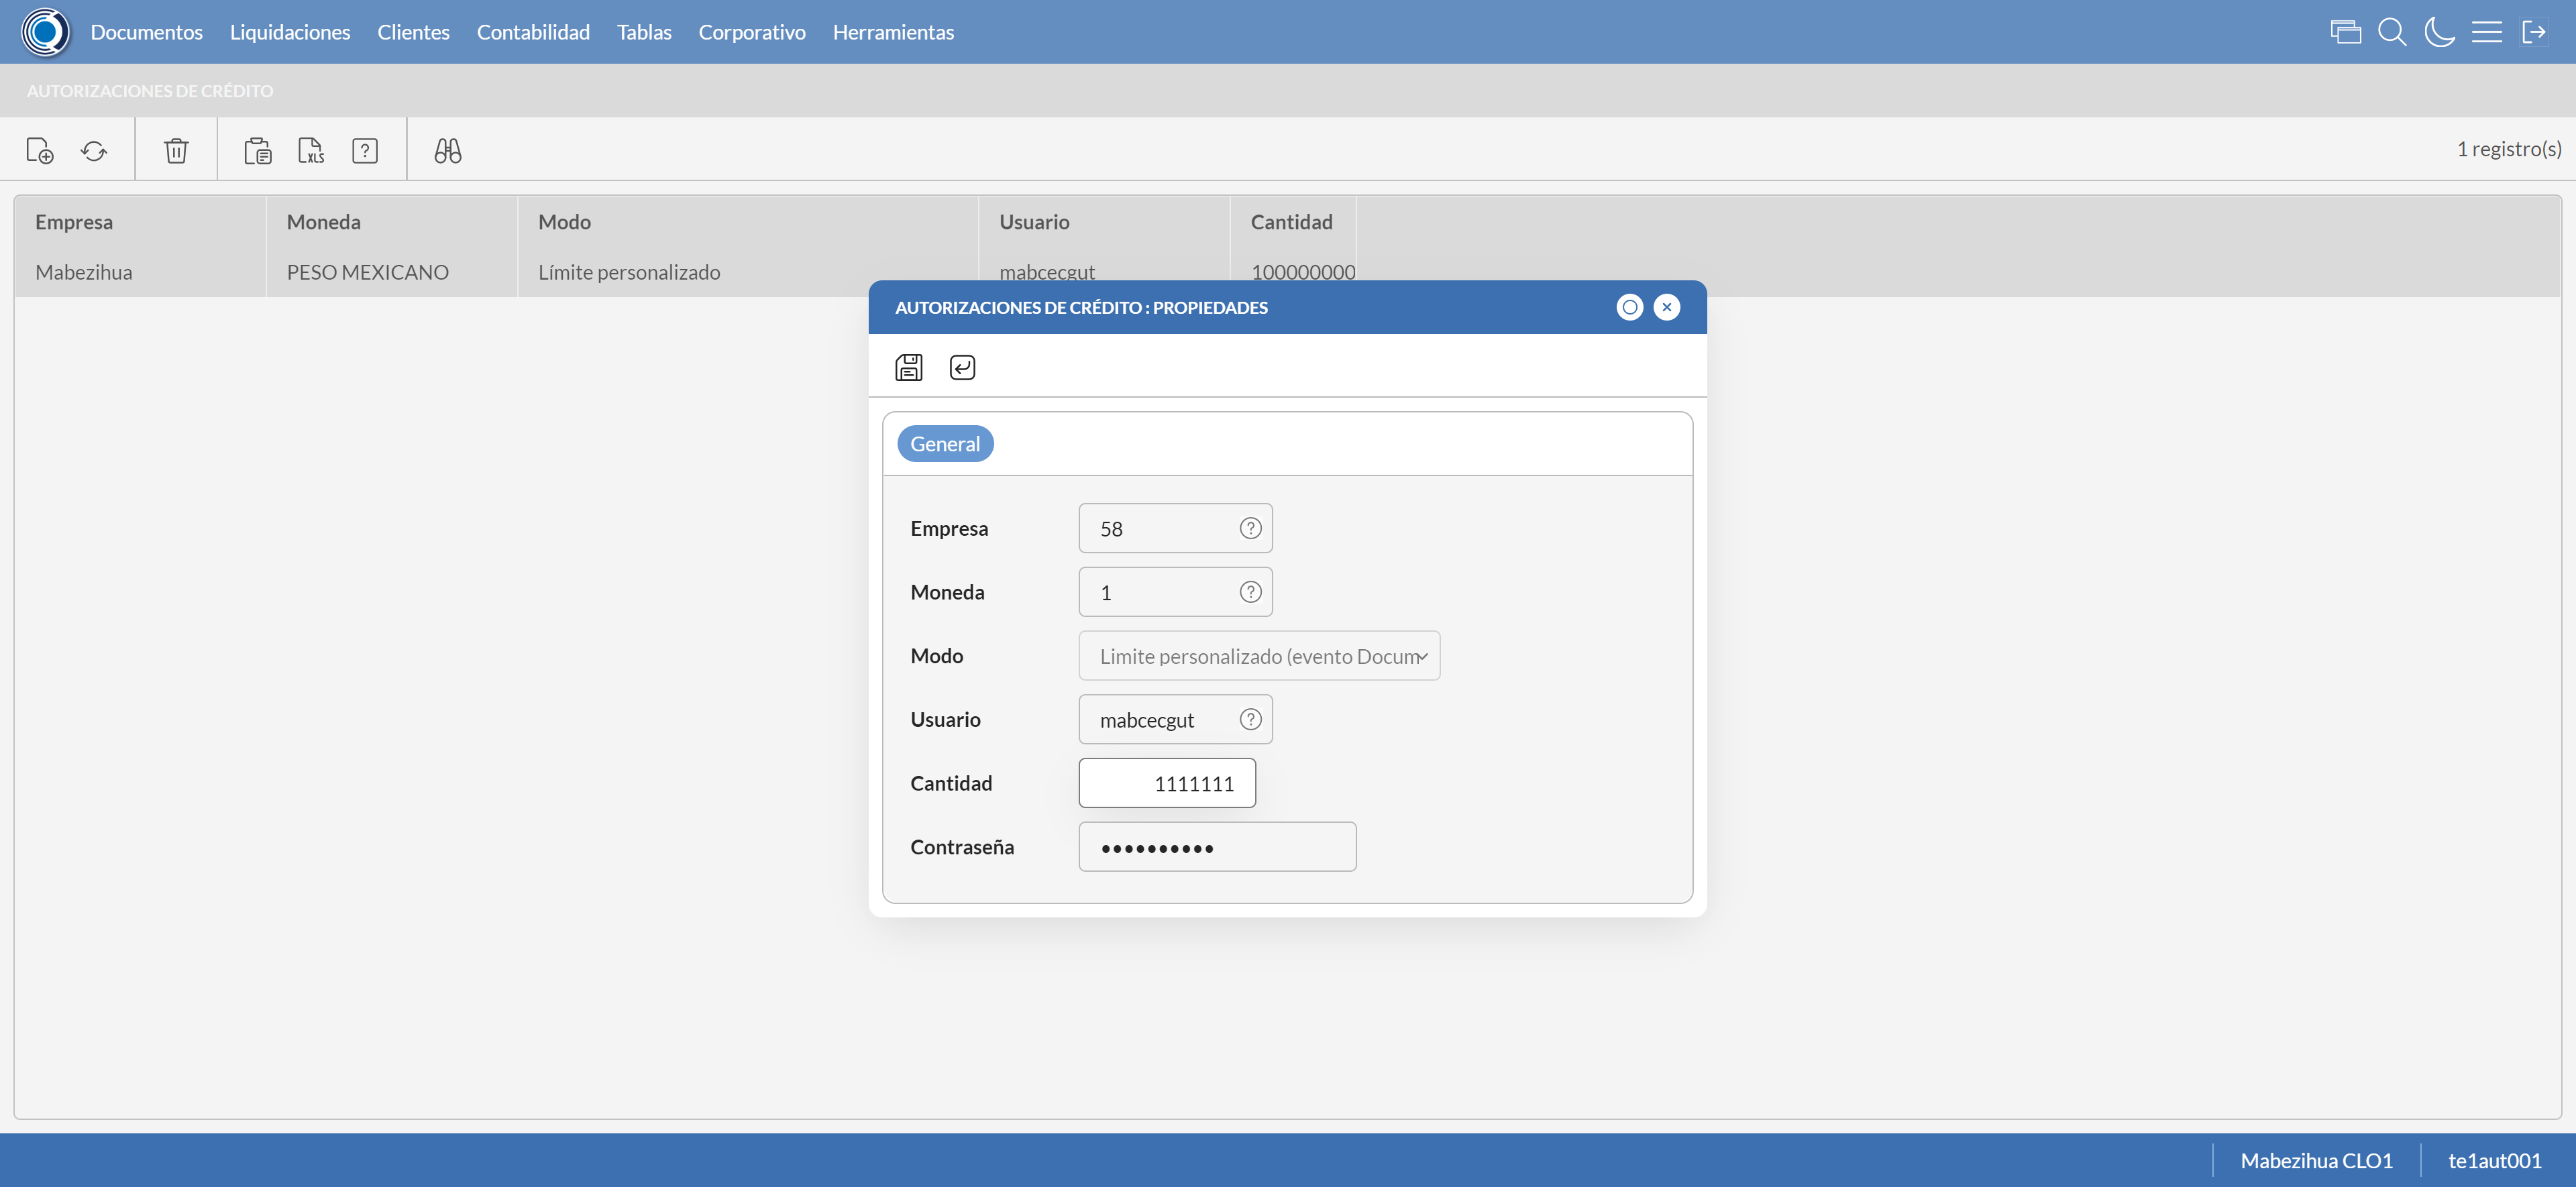 Documentos Liquidaciones Clientes Contabilidad Tablas Corporativo Herramientas
AUTORIZACIONES DE CRÉDITO
XLS ? 1 registro(s)
Empresa Moneda Modo Usuario Cantidad
Mabezihua PESO MEXICANO Límite personalizado mabcecgut 100000000
AUTORIZACIONES DE CRÉDITO : PROPIEDADES
General
Empresa 58 ?
Moneda 1 ?
Modo Limite personalizado (evento Docum
Usuario mabcecgut ?
Cantidad 1111111
Contraseña ••••••••••
Mabezihua CLO1 te1aut001